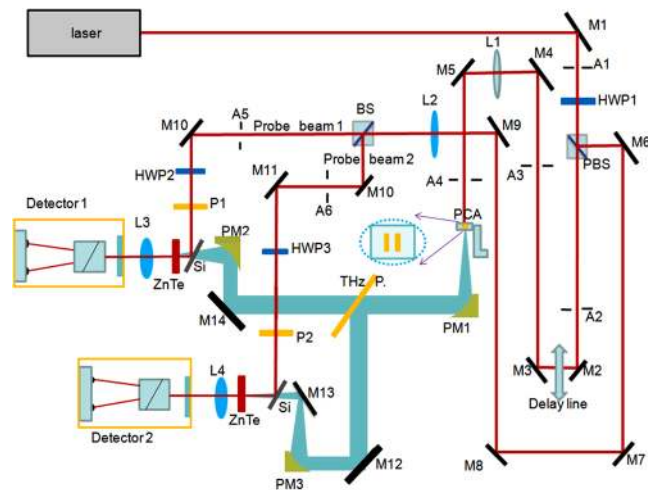 laser
M1
L1
M4
M5
A1
HWP1
A5
BS
L2
M10
Probe beam 1
M9
M6
PBS
Probe beam 2
M11
HWP2
A4
A3
M10
A6
P1
Detector 1
PCA
L3
PM2
HWP3
Si
ZnTe
THz P.
M14
PM1
A2
P2
L4
M13
M3
M2
Si
Delay line
ZnTe
Detector 2
M12
M8
M7
PM3